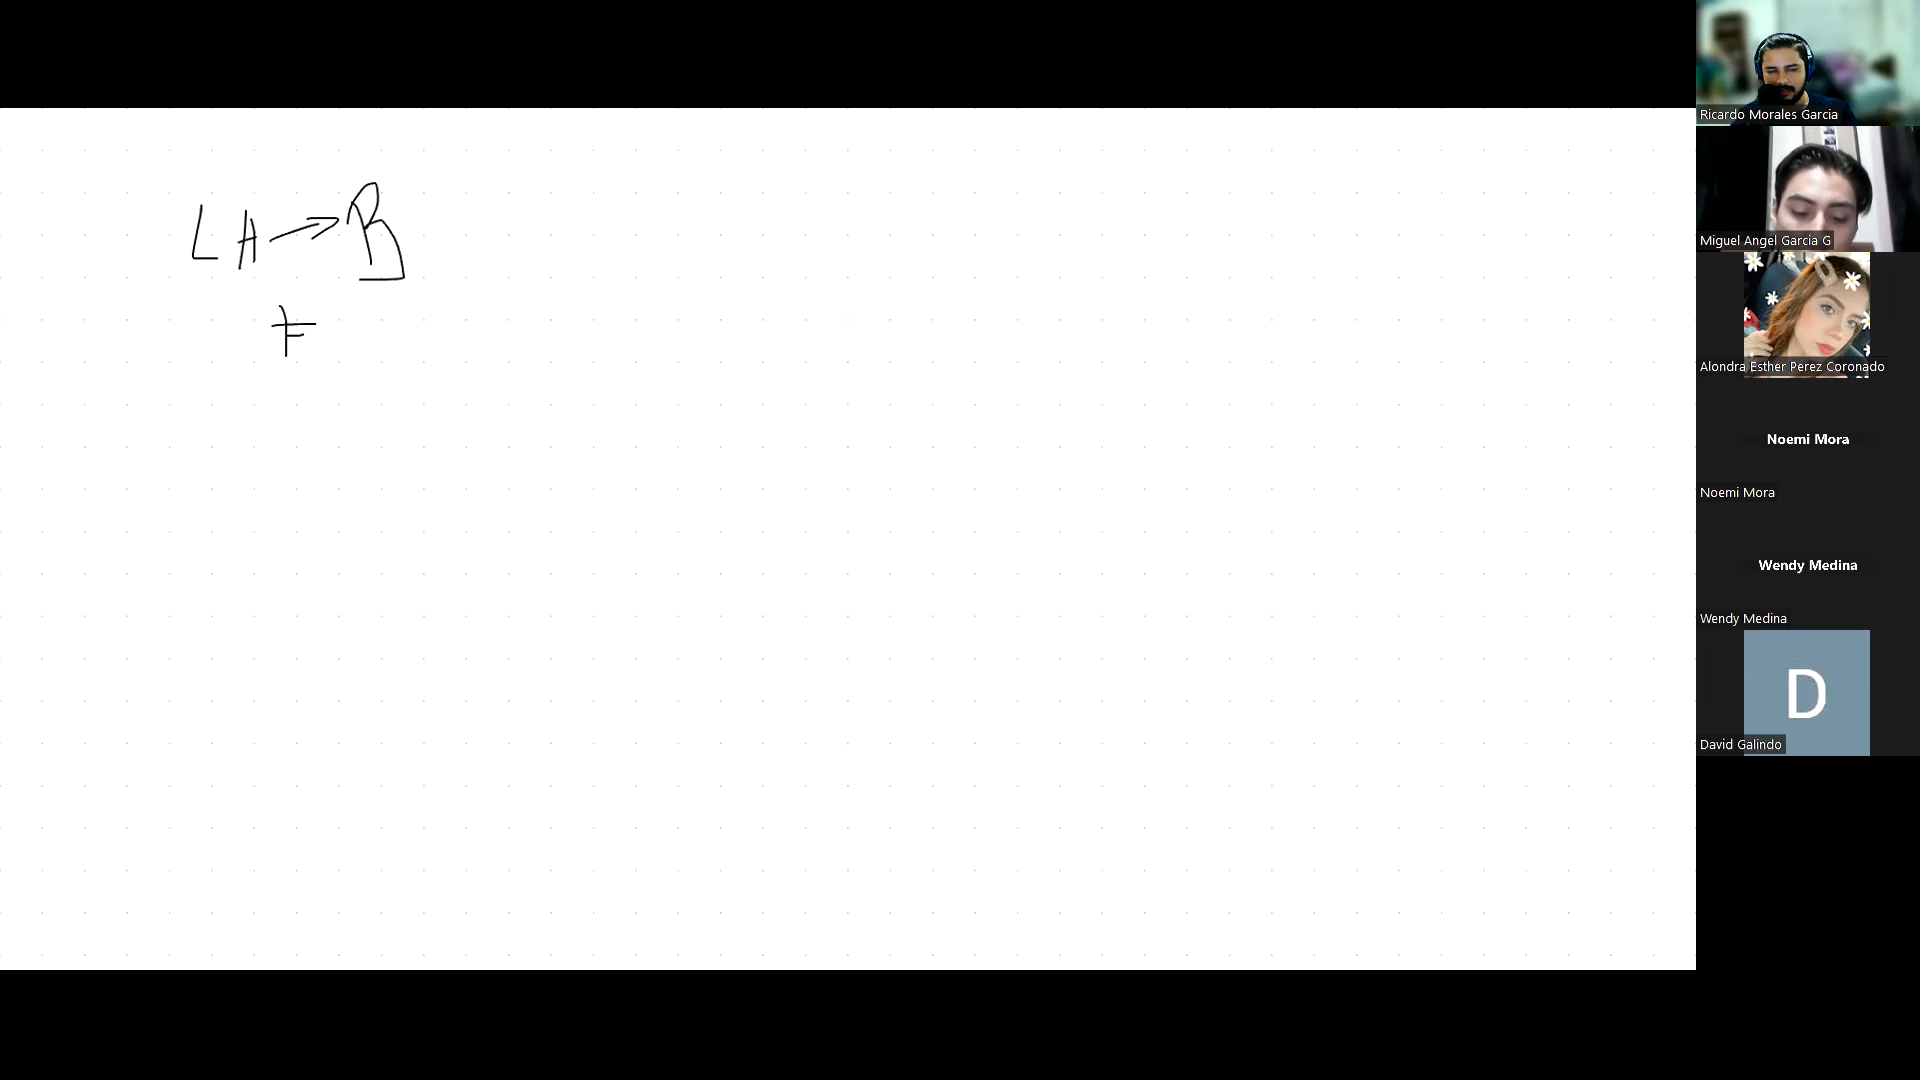 L A → B
F
Ricardo Morales Garcia
Miguel Angel Garcia G
Alondra Esther Perez Coronado
Noemi Mora
Noemi Mora
Wendy Medina
Wendy Medina
D
David Galindo